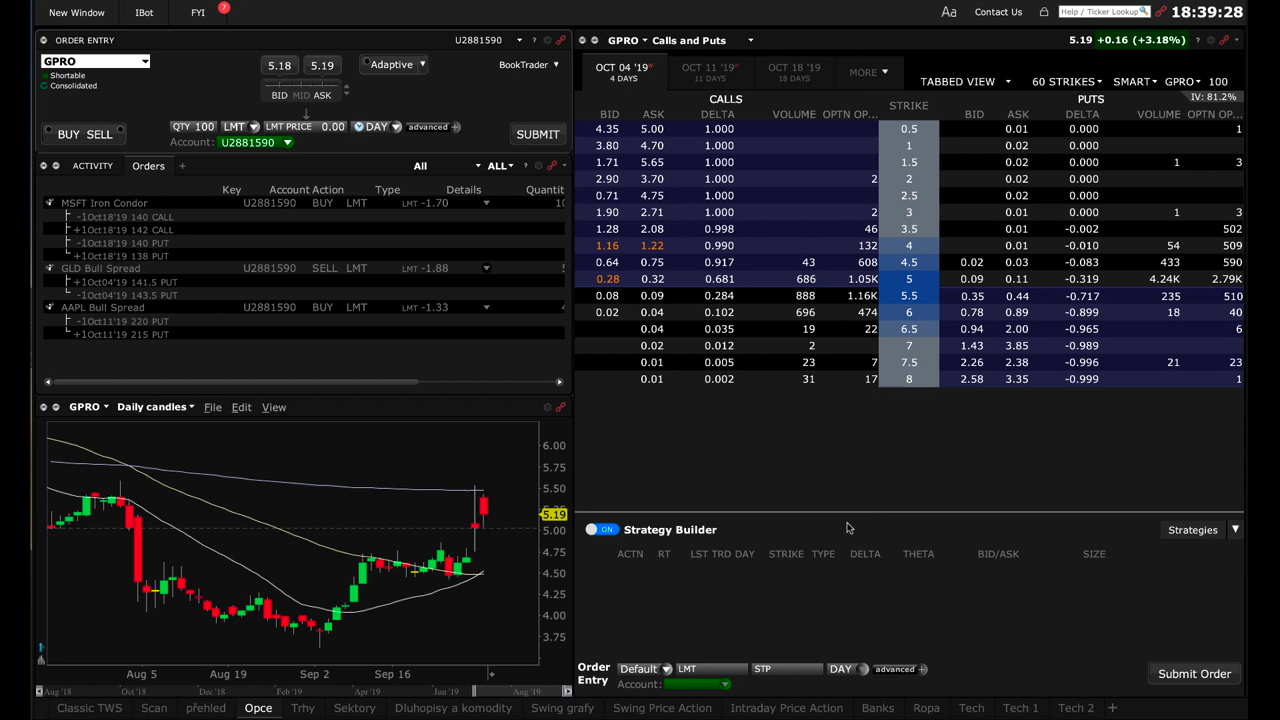 New Window IBot FYI 7 Aa Contact Us Help / Ticker Lookup 18:39:28
ORDER ENTRY U2881590 ?
GPRO
Shortable
Consolidated
5.18 5.19 Adaptive BookTrader
BID MID ASK
BUY SELL QTY 100 LMT LMT PRICE 0.00 DAY advanced + SUBMIT
Account: U2881590
ACTIVITY Orders + All ALL ?
Key Account Action Type Details Quantit
MSFT Iron Condor U2881590 BUY LMT LMT -1.70 10
-1Oct18'19 140 CALL
+1Oct18'19 142 CALL
-1Oct18'19 140 PUT
+1Oct18'19 138 PUT
GLD Bull Spread U2881590 SELL LMT LMT -1.88
+1Oct04'19 141.5 PUT
-1Oct04'19 143.5 PUT
AAPL Bull Spread U2881590 BUY LMT LMT -1.33
-1Oct11'19 220 PUT
+1Oct11'19 215 PUT
GPRO Daily candles File Edit View
6.00
5.75
5.50
5.19
5.00
4.75
4.50
4.25
4.00
3.75
Aug 5 Aug 19 Sep 2 Sep 16
Aug '18 Oct '18 Dec '18 Feb '19 Apr '19 Jun '19 Aug '19
GPRO Calls and Puts 5.19 +0.16 (+3.18%) ?
OCT 04 '19 W OCT 11 '19 W OCT 18 '19 MORE
4 DAYS 11 DAYS 18 DAYS
TABBED VIEW 60 STRIKES SMART GPRO 100
IV: 81.2%
CALLS STRIKE PUTS
BID ASK DELTA VOLUME OPTN OP... BID ASK DELTA VOLUME OPTN OP...
4.35 5.00 1.000 0.5 0.01 0.000 1
3.80 4.70 1.000 1 0.02 0.000
1.71 5.65 1.000 1.5 0.02 0.000 1 3
2.90 3.70 1.000 2 2 0.02 0.000
0.71 4.75 1.000 2.5 0.02 0.000
1.90 2.71 1.000 2 3 0.02 0.000 1 3
1.28 2.08 0.998 46 3.5 0.01 -0.002 502
1.16 1.22 0.990 132 4 0.01 -0.010 54 509
0.64 0.75 0.917 43 608 4.5 0.02 0.03 -0.083 433 590
0.28 0.32 0.681 686 1.05K 5 0.09 0.11 -0.319 4.24K 2.79K
0.08 0.09 0.284 888 1.16K 5.5 0.35 0.44 -0.717 235 510
0.02 0.04 0.102 696 474 6 0.78 0.89 -0.899 18 40
0.04 0.035 19 22 6.5 0.94 2.00 -0.965 6
0.02 0.012 2 7 1.43 3.85 -0.989
0.01 0.005 23 7 7.5 2.26 2.38 -0.996 21 23
0.01 0.002 31 17 8 2.58 3.35 -0.999 1
ON Strategy Builder Strategies
ACTN RT LST TRD DAY STRIKE TYPE DELTA THETA BID/ASK SIZE
Order Entry Default LMT STP DAY advanced + Submit Order
Account:
Classic TWS Scan přehled Opce Trhy Sektory Dluhopisy a komodity Swing grafy Swing Price Action Intraday Price Action Banks Ropa Tech Tech 1 Tech 2 +